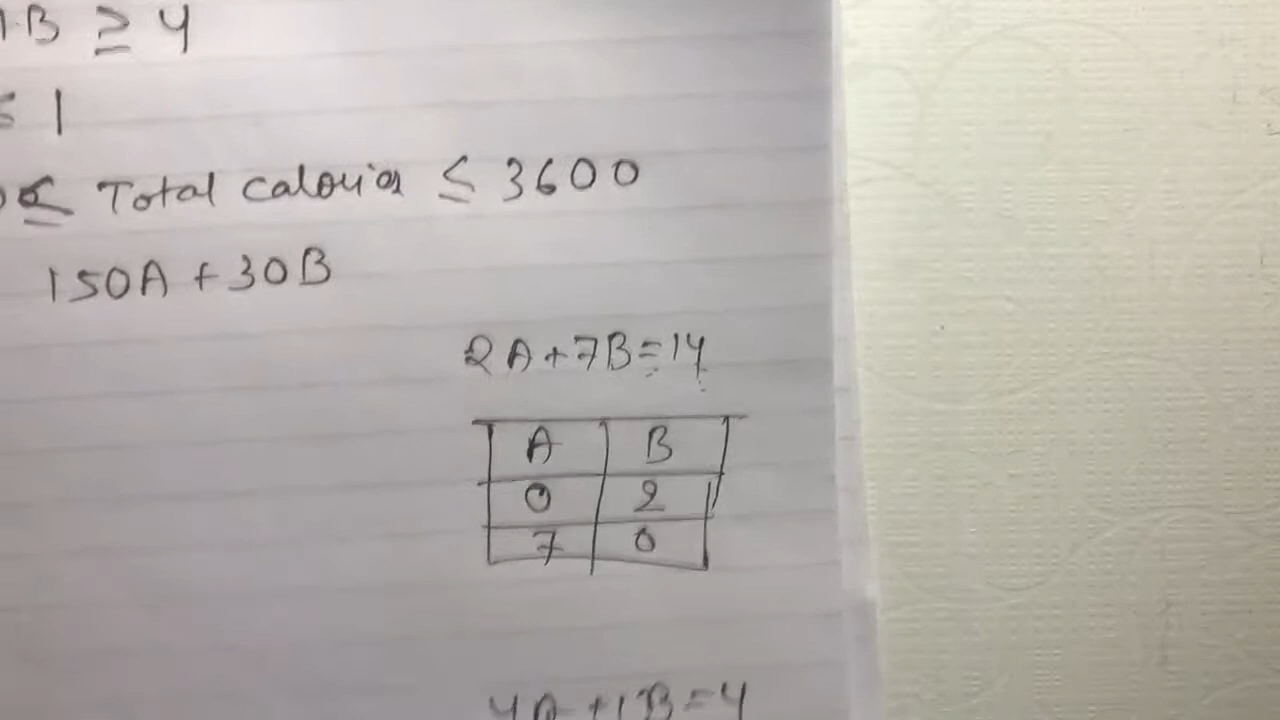 B ≥ 4
≤ 1
≤ Total calories ≤ 3600
150A + 30B
2A + 7B = 14
A B
0 2
7 0
4A + 1B = 4